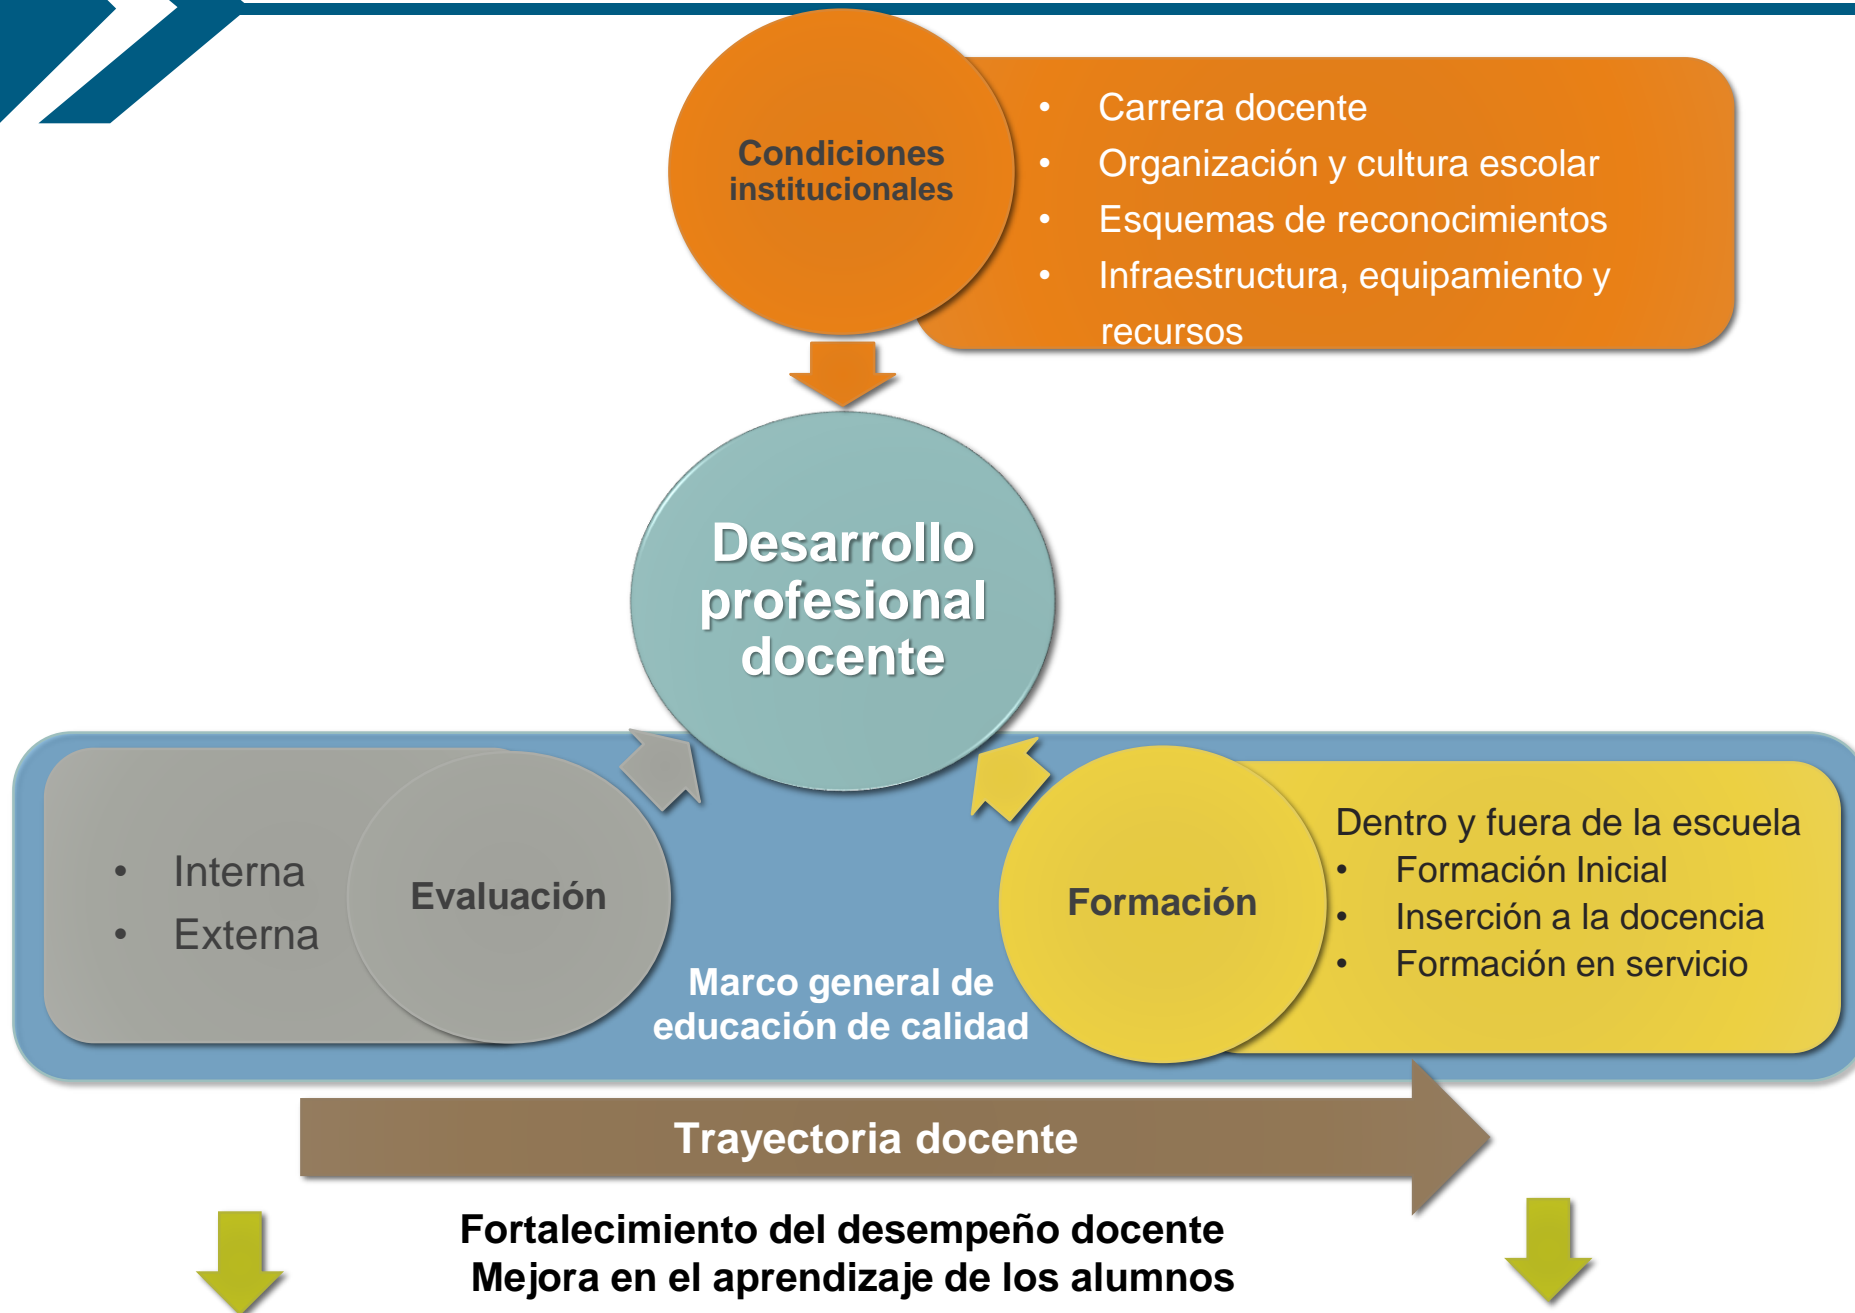 Condiciones
institucionales
• Carrera docente
• Organización y cultura escolar
• Esquemas de reconocimientos
• Infraestructura, equipamiento y
recursos
Desarrollo
profesional
docente
• Interna
• Externa
Evaluación
Marco general de
educación de calidad
Formación
Dentro y fuera de la escuela
• Formación Inicial
• Inserción a la docencia
• Formación en servicio
Trayectoria docente
Fortalecimiento del desempeño docente
Mejora en el aprendizaje de los alumnos